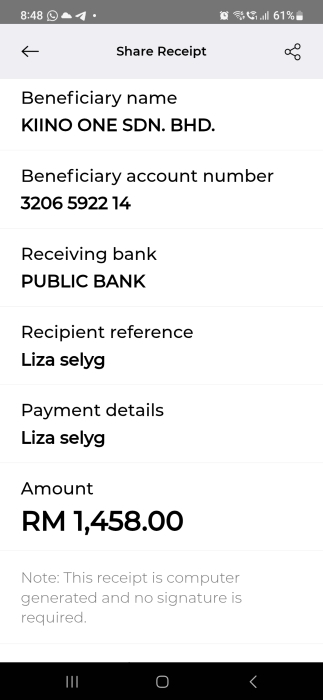 8:48
61%
Share Receipt
Beneficiary name
KIINO ONE SDN. BHD.
Beneficiary account number
3206 5922 14
Receiving bank
PUBLIC BANK
Recipient reference
Liza selyg
Payment details
Liza selyg
Amount
RM 1,458.00
Note: This receipt is computer
generated and no signature is
required.